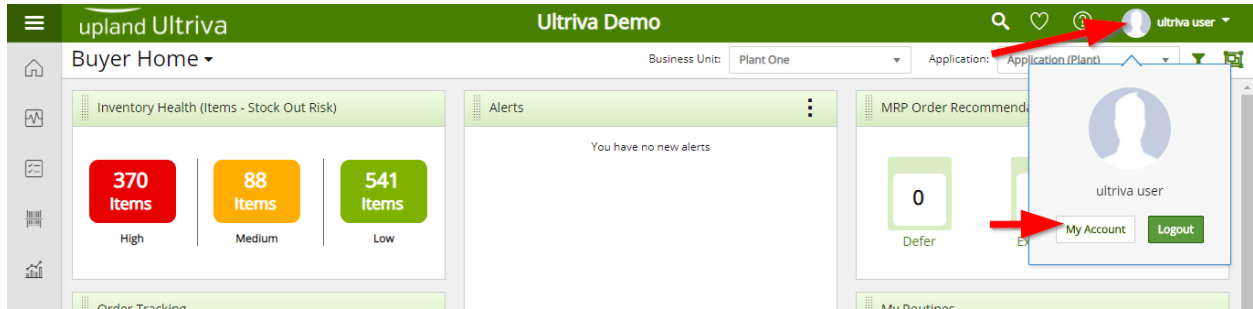 upland Ultriva
Ultriva Demo
ultriva user
Buyer Home
Business Unit: Plant One
Application: Application (Plant)
Inventory Health (Items - Stock Out Risk)
370
Items
High
88
Items
Medium
541
Items
Low
Alerts
You have no new alerts
MRP Order Recommenda
0
Defer
Ex
ultriva user
My Account
Logout
Order Tracking
My Routines